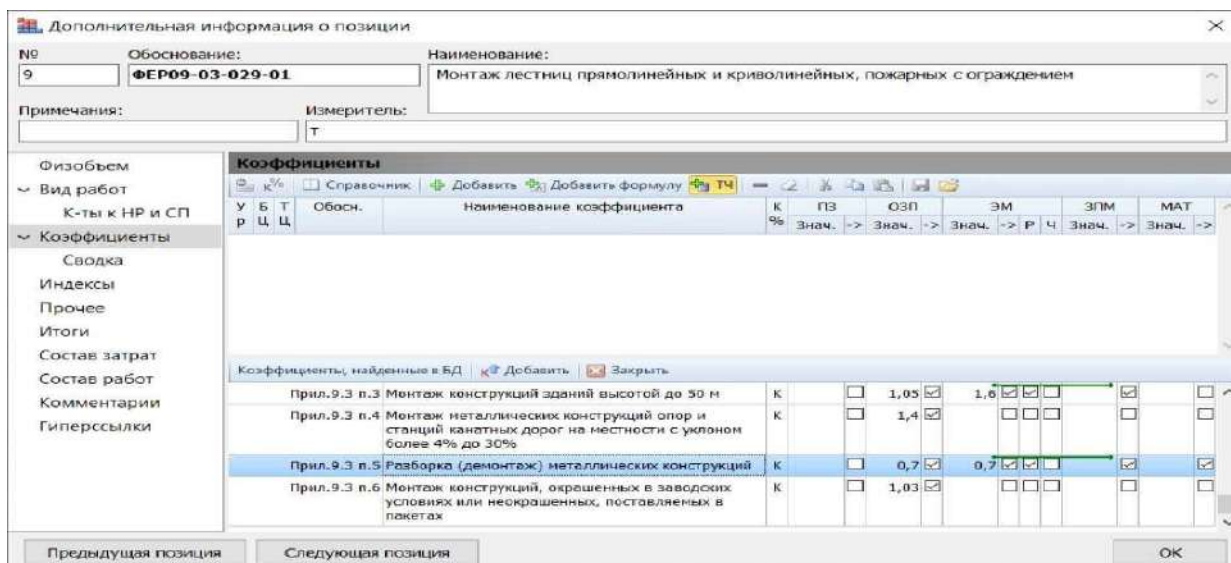 Дополнительная информация о позиции
№ Обоснование: Наименование:
9 ФЕР09-03-029-01 Монтаж лестниц прямолинейных и криволинейных, пожарных с ограждением
Примечания: Измеритель:
т
Физобъем
Вид работ
К-ты к НР и СП
Коэффициенты
Сводка
Индексы
Прочее
Итоги
Состав затрат
Состав работ
Комментарии
Гиперссылки
Коэффициенты
К% Справочник Добавить Добавить формулу ТЧ
У Б Т Обосн. Наименование коэффициента К ПЗ ОЗП ЭМ ЗПМ МАТ
р Ц Ц % Знач. -> Знач. -> Знач. -> Р Ч Знач. -> Знач. ->
Коэффициенты, найденные в БД К Добавить Закрыть
Прил.9.3 п.3 Монтаж конструкций зданий высотой до 50 м К 1,05 1,6
Прил.9.3 п.4 Монтаж металлических конструкций опор и К 1,4
станций канатных дорог на местности с уклоном
более 4% до 30%
Прил.9.3 п.5 Разборка (демонтаж) металлических конструкций К 0,7 0,7
Прил.9.3 п.6 Монтаж конструкций, окрашенных в заводских К 1,03
условиях или неокрашенных, поставляемых в
пакетах
Предыдущая позиция Следующая позиция ОК